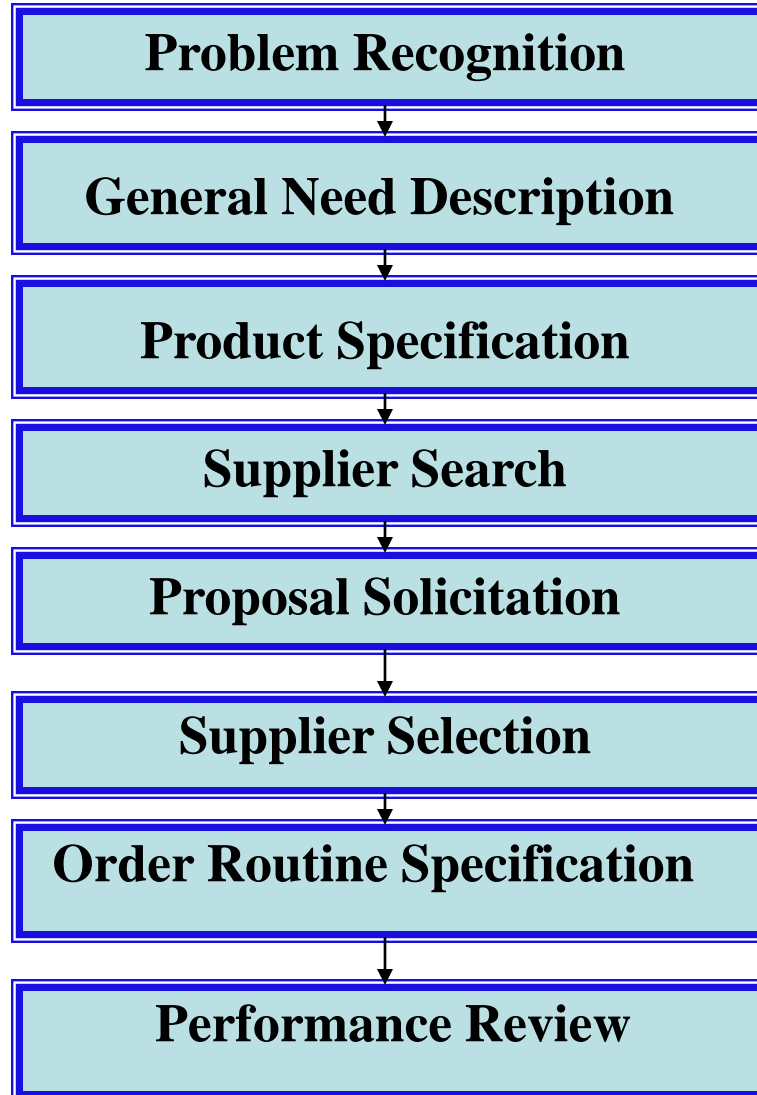 Problem Recognition
General Need Description
Product Specification
Supplier Search
Proposal Solicitation
Supplier Selection
Order Routine Specification
Performance Review